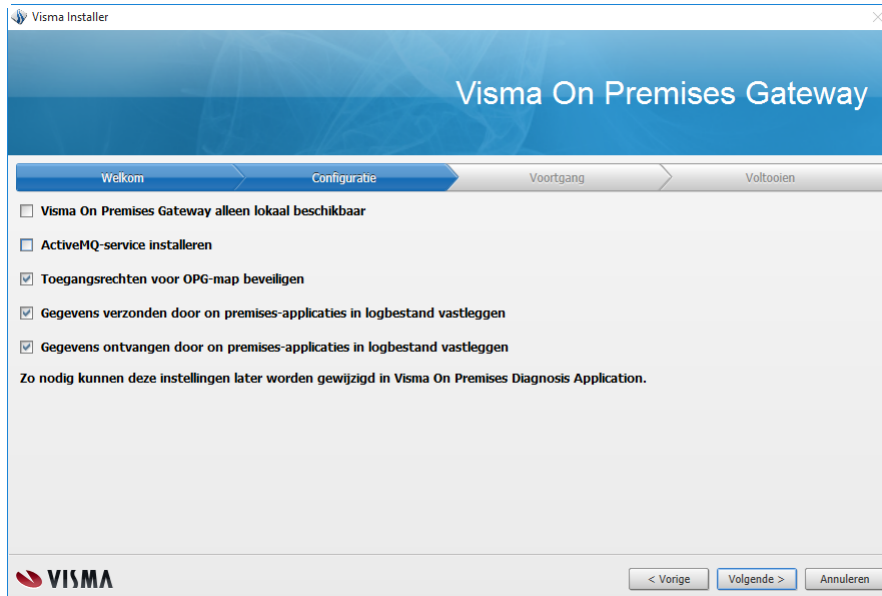 Visma Installer
Visma On Premises Gateway
Welkom
Configuratie
Voortgang
Voltooien
Visma On Premises Gateway alleen lokaal beschikbaar
ActiveMQ-service installeren
Toegangsrechten voor OPG-map beveiligen
Gegevens verzonden door on premises-applicaties in logbestand vastleggen
Gegevens ontvangen door on premises-applicaties in logbestand vastleggen
Zo nodig kunnen deze instellingen later worden gewijzigd in Visma On Premises Diagnosis Application.
VISMA
< Vorige
Volgende >
Annuleren